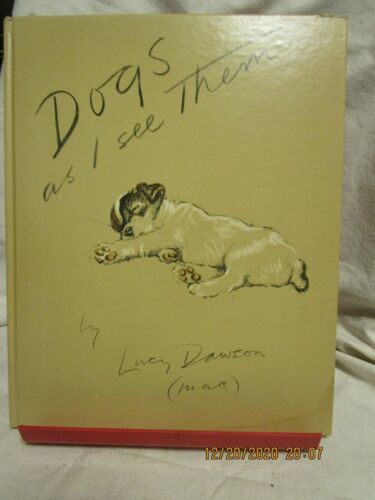 Dogs
as I see Them
by
Lucy Dawson
(mac)
12/20/2020 20:07